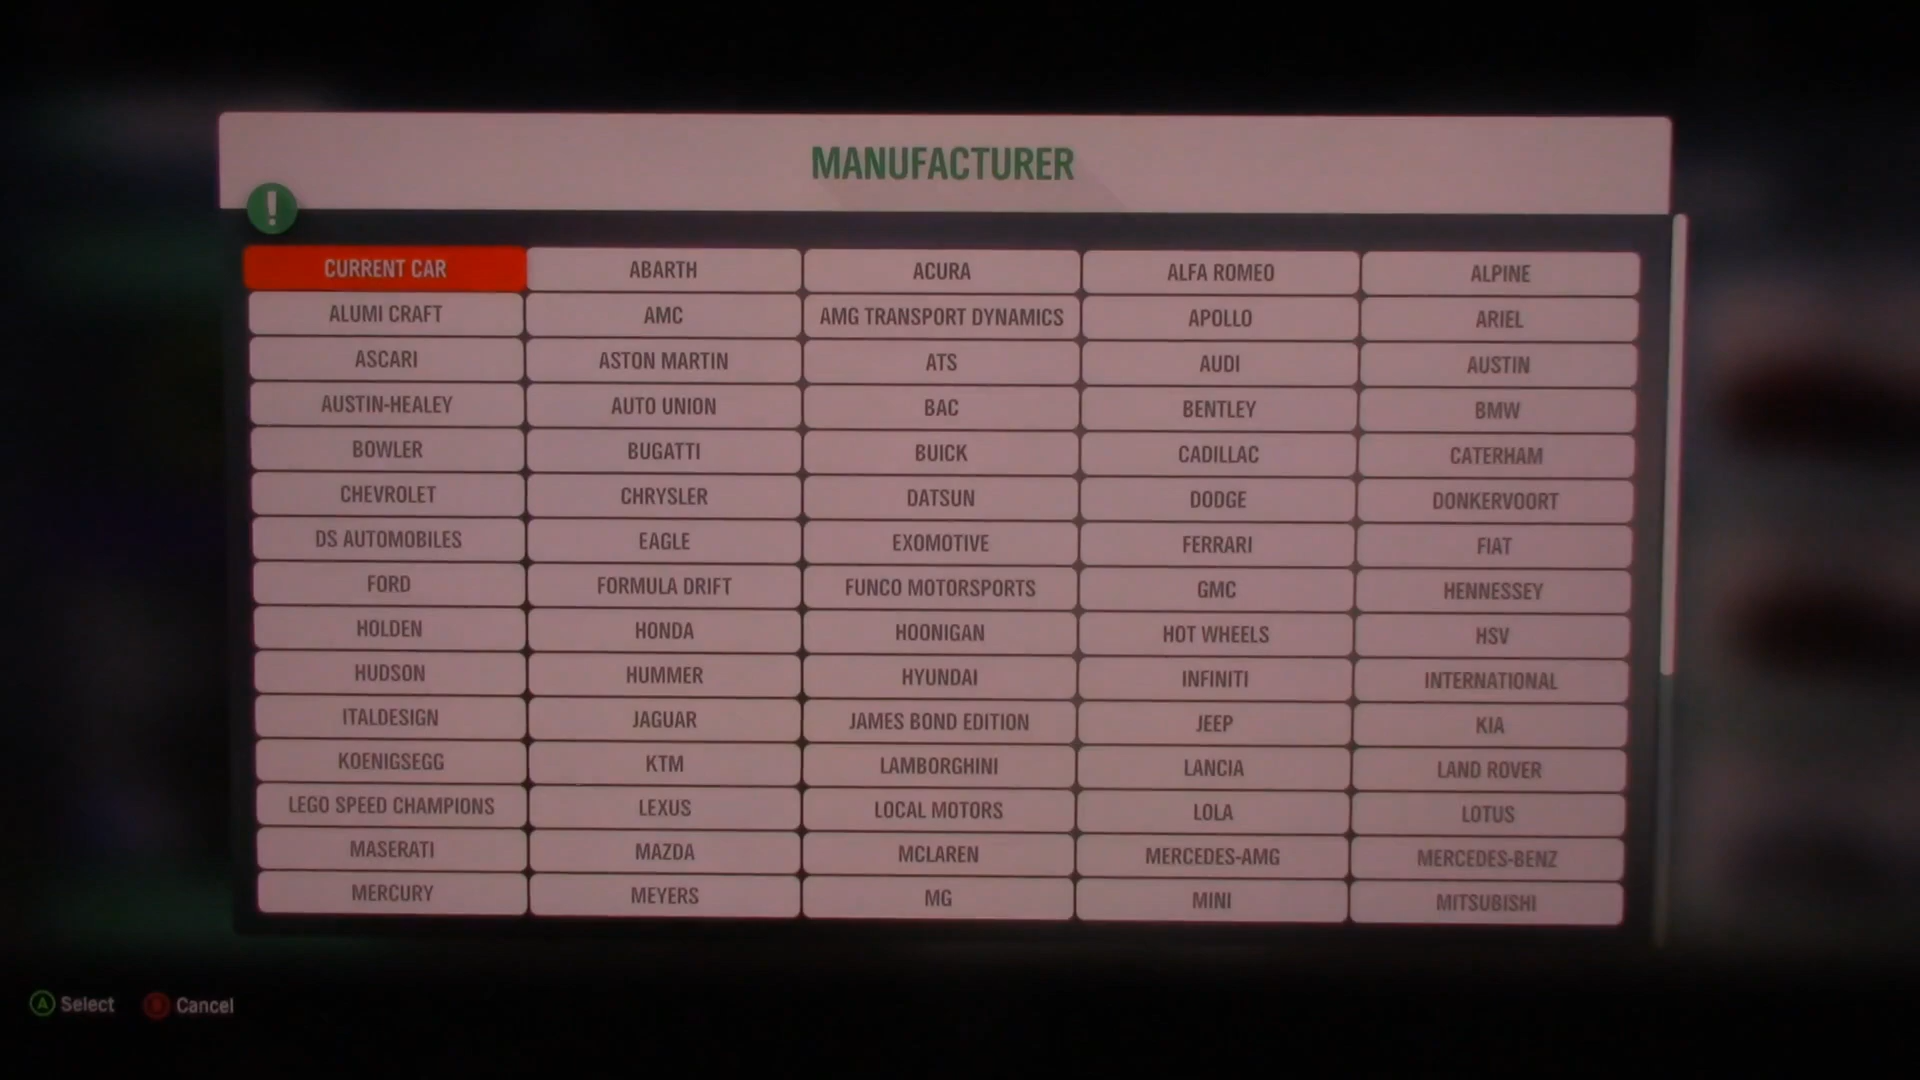 MANUFACTURER
!
CURRENT CAR ABARTH ACURA ALFA ROMEO ALPINE
ALUMI CRAFT AMC AMG TRANSPORT DYNAMICS APOLLO ARIEL
ASCARI ASTON MARTIN ATS AUDI AUSTIN
AUSTIN-HEALEY AUTO UNION BAC BENTLEY BMW
BOWLER BUGATTI BUICK CADILLAC CATERHAM
CHEVROLET CHRYSLER DATSUN DODGE DONKERVOORT
DS AUTOMOBILES EAGLE EXOMOTIVE FERRARI FIAT
FORD FORMULA DRIFT FUNCO MOTORSPORTS GMC HENNESSEY
HOLDEN HONDA HOONIGAN HOT WHEELS HSV
HUDSON HUMMER HYUNDAI INFINITI INTERNATIONAL
ITALDESIGN JAGUAR JAMES BOND EDITION JEEP KIA
KOENIGSEGG KTM LAMBORGHINI LANCIA LAND ROVER
LEGO SPEED CHAMPIONS LEXUS LOCAL MOTORS LOLA LOTUS
MASERATI MAZDA MCLAREN MERCEDES-AMG MERCEDES-BENZ
MERCURY MEYERS MG MINI MITSUBISHI
A Select B Cancel